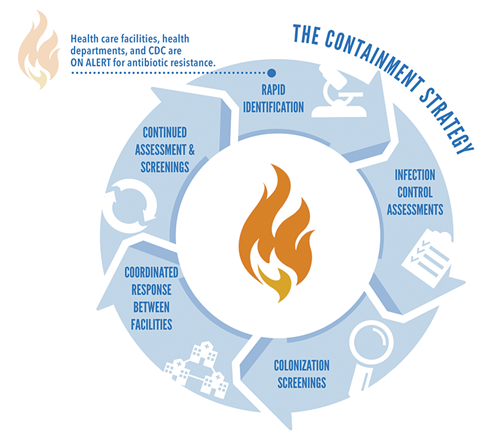 Health care facilities, health
departments, and CDC are
ON ALERT for antibiotic resistance.
THE CONTAINMENT STRATEGY
RAPID
IDENTIFICATION
INFECTION
CONTROL
ASSESSMENTS
COLONIZATION
SCREENINGS
COORDINATED
RESPONSE
BETWEEN
FACILITIES
CONTINUED
ASSESSMENT &
SCREENINGS